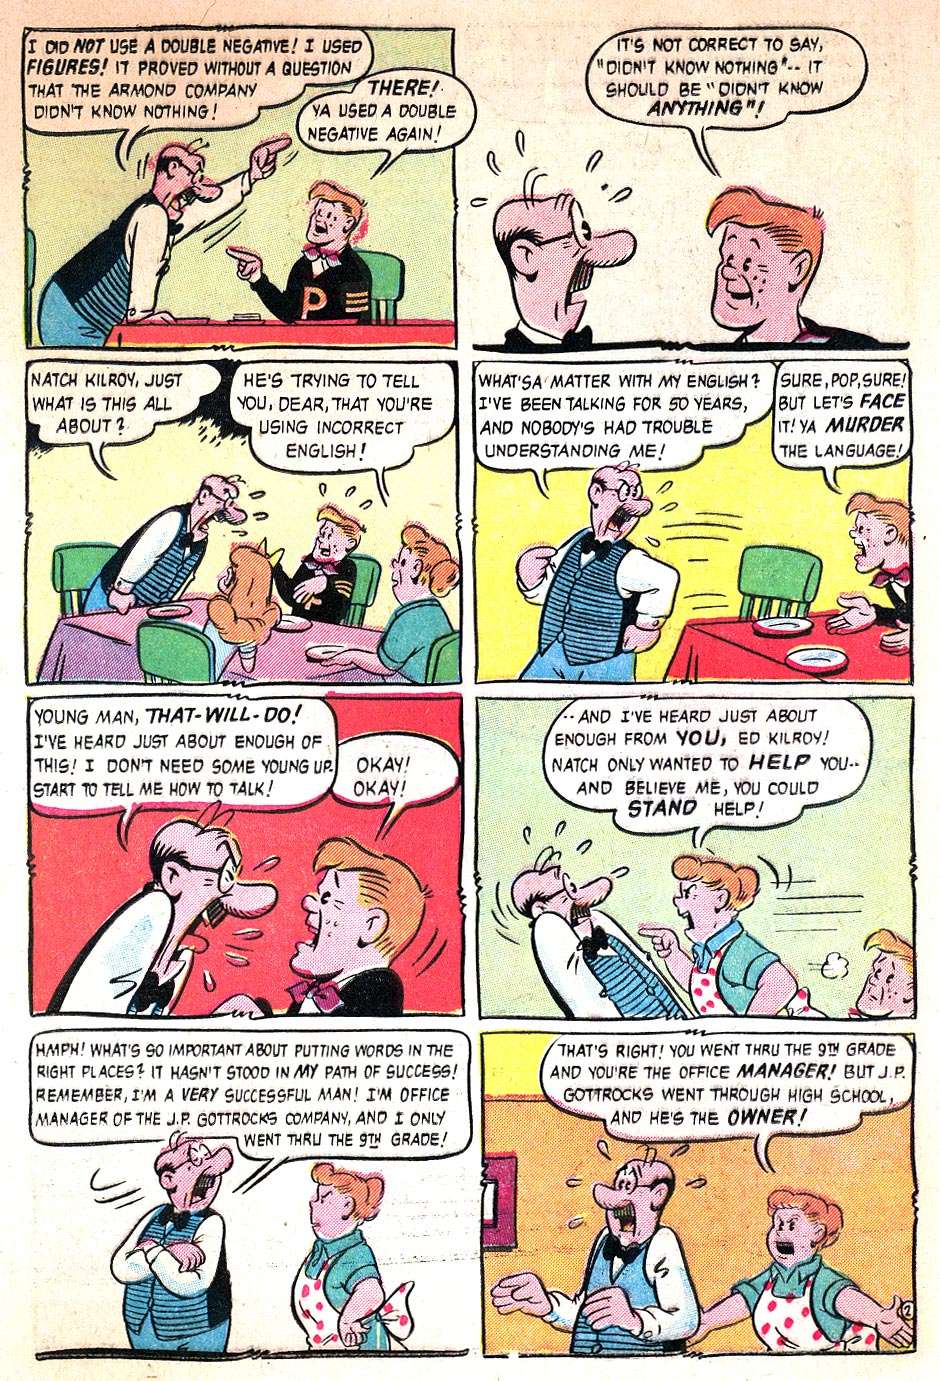 I DID NOT USE A DOUBLE NEGATIVE! I USED
FIGURES! IT PROVED WITHOUT A QUESTION
THAT THE ARMOND COMPANY
DIDN'T KNOW NOTHING!
THERE!
YA USED A DOUBLE
NEGATIVE AGAIN!
P
IT'S NOT CORRECT TO SAY,
"DIDN'T KNOW NOTHING"-- IT
SHOULD BE "DIDN'T KNOW
ANYTHING"!
NATCH KILROY, JUST
WHAT IS THIS ALL
ABOUT?
HE'S TRYING TO TELL
YOU, DEAR, THAT YOU'RE
USING INCORRECT
ENGLISH!
WHAT'SA MATTER WITH MY ENGLISH?
I'VE BEEN TALKING FOR 50 YEARS,
AND NOBODY'S HAD TROUBLE
UNDERSTANDING ME!
SURE, POP, SURE!
BUT LET'S FACE
IT! YA MURDER
THE LANGUAGE!
YOUNG MAN, THAT-WILL-DO!
I'VE HEARD JUST ABOUT ENOUGH OF
THIS! I DON'T NEED SOME YOUNG UP-
START TO TELL ME HOW TO TALK!
OKAY!
OKAY!
--AND I'VE HEARD JUST ABOUT
ENOUGH FROM YOU, ED KILROY!
NATCH ONLY WANTED TO HELP YOU--
AND BELIEVE ME, YOU COULD
STAND HELP!
HMPH! WHAT'S SO IMPORTANT ABOUT PUTTING WORDS IN THE
RIGHT PLACES? IT HASN'T STOOD IN MY PATH OF SUCCESS!
REMEMBER, I'M A VERY SUCCESSFUL MAN! I'M OFFICE
MANAGER OF THE J.P. GOTTROCKS COMPANY, AND I ONLY
WENT THRU THE 9TH GRADE!
THAT'S RIGHT! YOU WENT THRU THE 9TH GRADE
AND YOU'RE THE OFFICE MANAGER! BUT J.P.
GOTTROCKS WENT THROUGH HIGH SCHOOL,
AND HE'S THE OWNER!
2